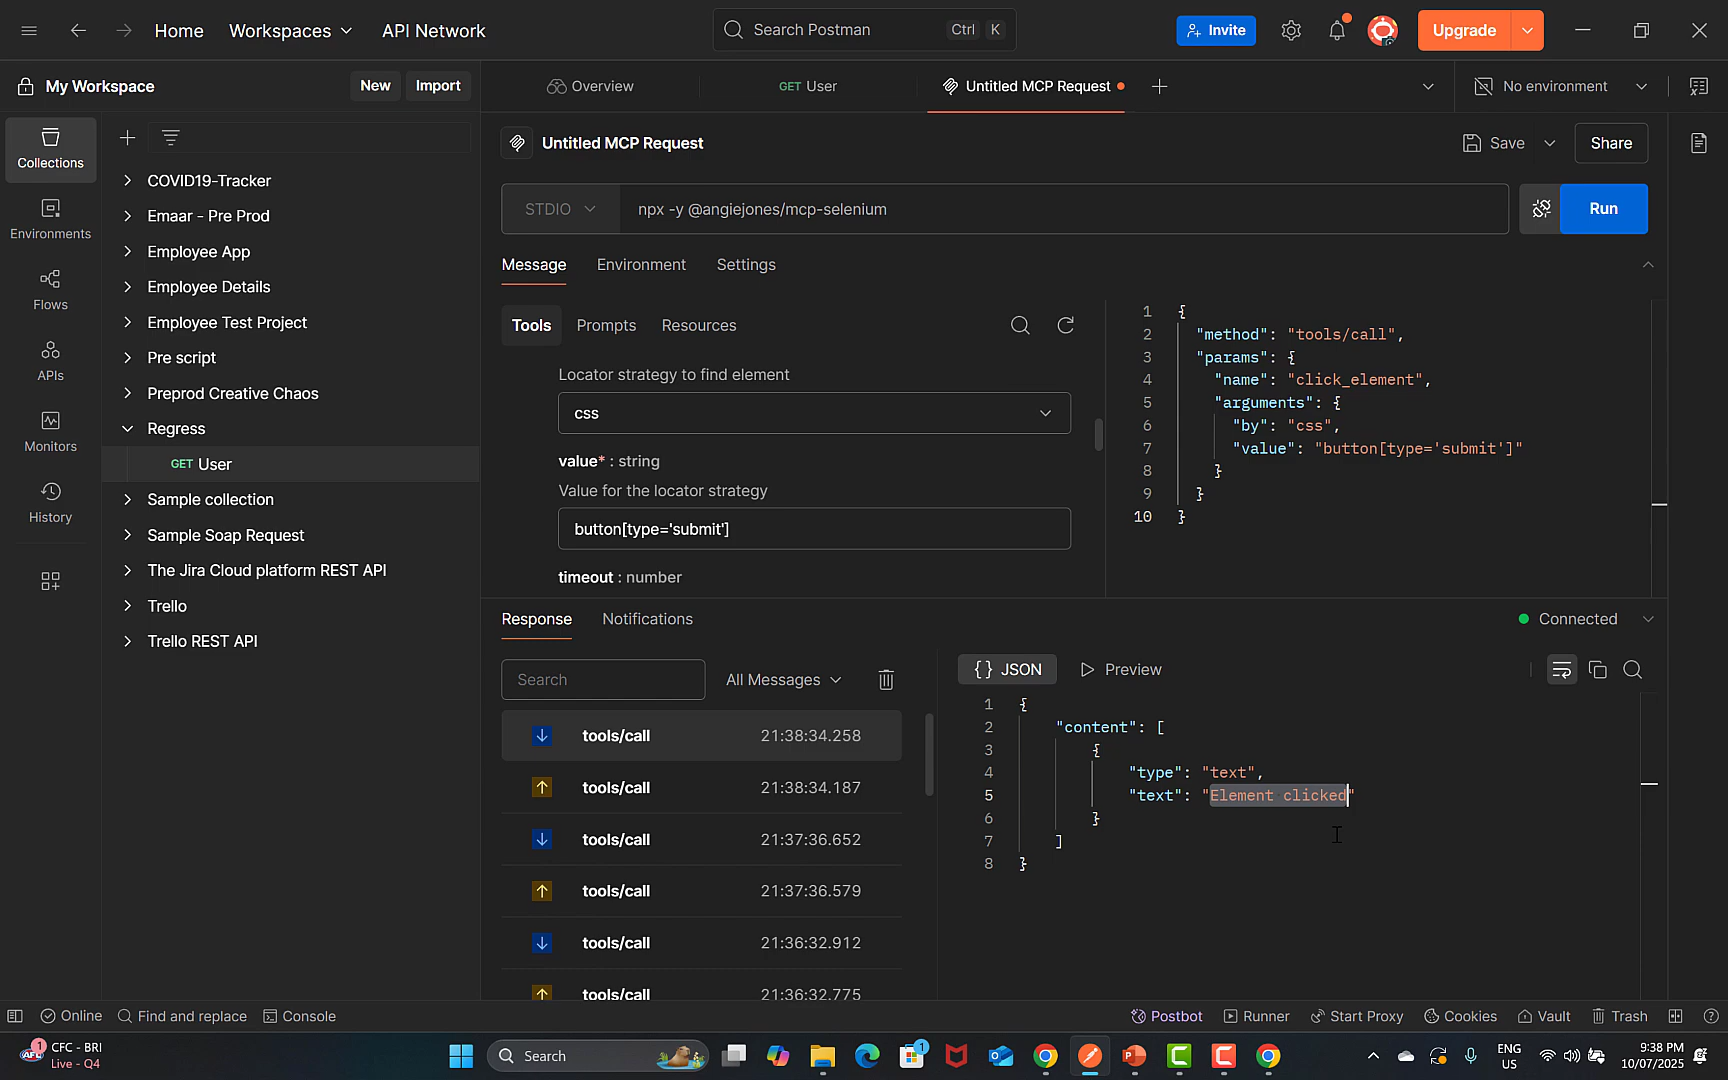 Home
Workspaces
API Network
Search Postman
Ctrl K
Invite
Upgrade
My Workspace
New
Import
Overview
GET User
Untitled MCP Request
No environment
Collections
Environments
Flows
APIs
Monitors
History
COVID19-Tracker
Emaar - Pre Prod
Employee App
Employee Details
Employee Test Project
Pre script
Preprod Creative Chaos
Regress
GET User
Sample collection
Sample Soap Request
The Jira Cloud platform REST API
Trello
Trello REST API
Untitled MCP Request
Save
Share
STDIO
npx -y @angiejones/mcp-selenium
Run
Message
Environment
Settings
Tools
Prompts
Resources
Locator strategy to find element
css
value* : string
Value for the locator strategy
button[type='submit']
timeout : number
1 {
2 "method": "tools/call",
3 "params": {
4 "name": "click_element",
5 "arguments": {
6 "by": "css",
7 "value": "button[type='submit']"
8 }
9 }
10 }
Response
Notifications
Connected
Search
All Messages
tools/call 21:38:34.258
tools/call 21:38:34.187
tools/call 21:37:36.652
tools/call 21:37:36.579
tools/call 21:36:32.912
tools/call 21:36:32.775
{} JSON
Preview
1 {
2 "content": [
3 {
4 "type": "text",
5 "text": "Element clicked"
6 }
7 ]
8 }
Online
Find and replace
Console
Postbot
Runner
Start Proxy
Cookies
Vault
Trash
1
AFL
CFC - BRI
Live - Q4
Search
1
ENG
US
9:38 PM
10/07/2025